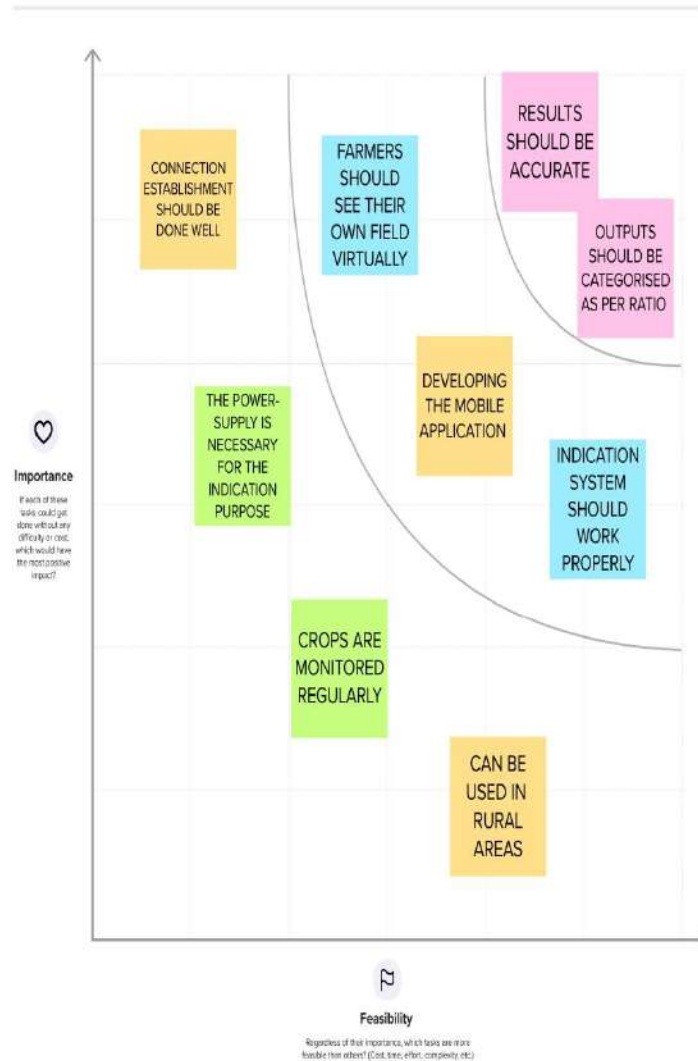 RESULTS
SHOULD BE
ACCURATE
CONNECTION
ESTABLISHMENT
SHOULD BE
DONE WELL
FARMERS
SHOULD
SEE THEIR
OWN FIELD
VIRTUALLY
OUTPUTS
SHOULD BE
CATEGORISED
AS PER RATIO
DEVELOPING
THE MOBILE
APPLICATION
THE POWER-
SUPPLY IS
NECESSARY
FOR THE
INDICATION
PURPOSE
INDICATION
SYSTEM
SHOULD
WORK
PROPERLY
Importance
If each of these
tasks could get
done without any
difficulty or cost,
which would have
the most positive
impact?
CROPS ARE
MONITORED
REGULARLY
CAN BE
USED IN
RURAL
AREAS
Feasibility
Regardless of their importance, which tasks are more
feasible than others? (Cost, time, effort, complexity, etc.)